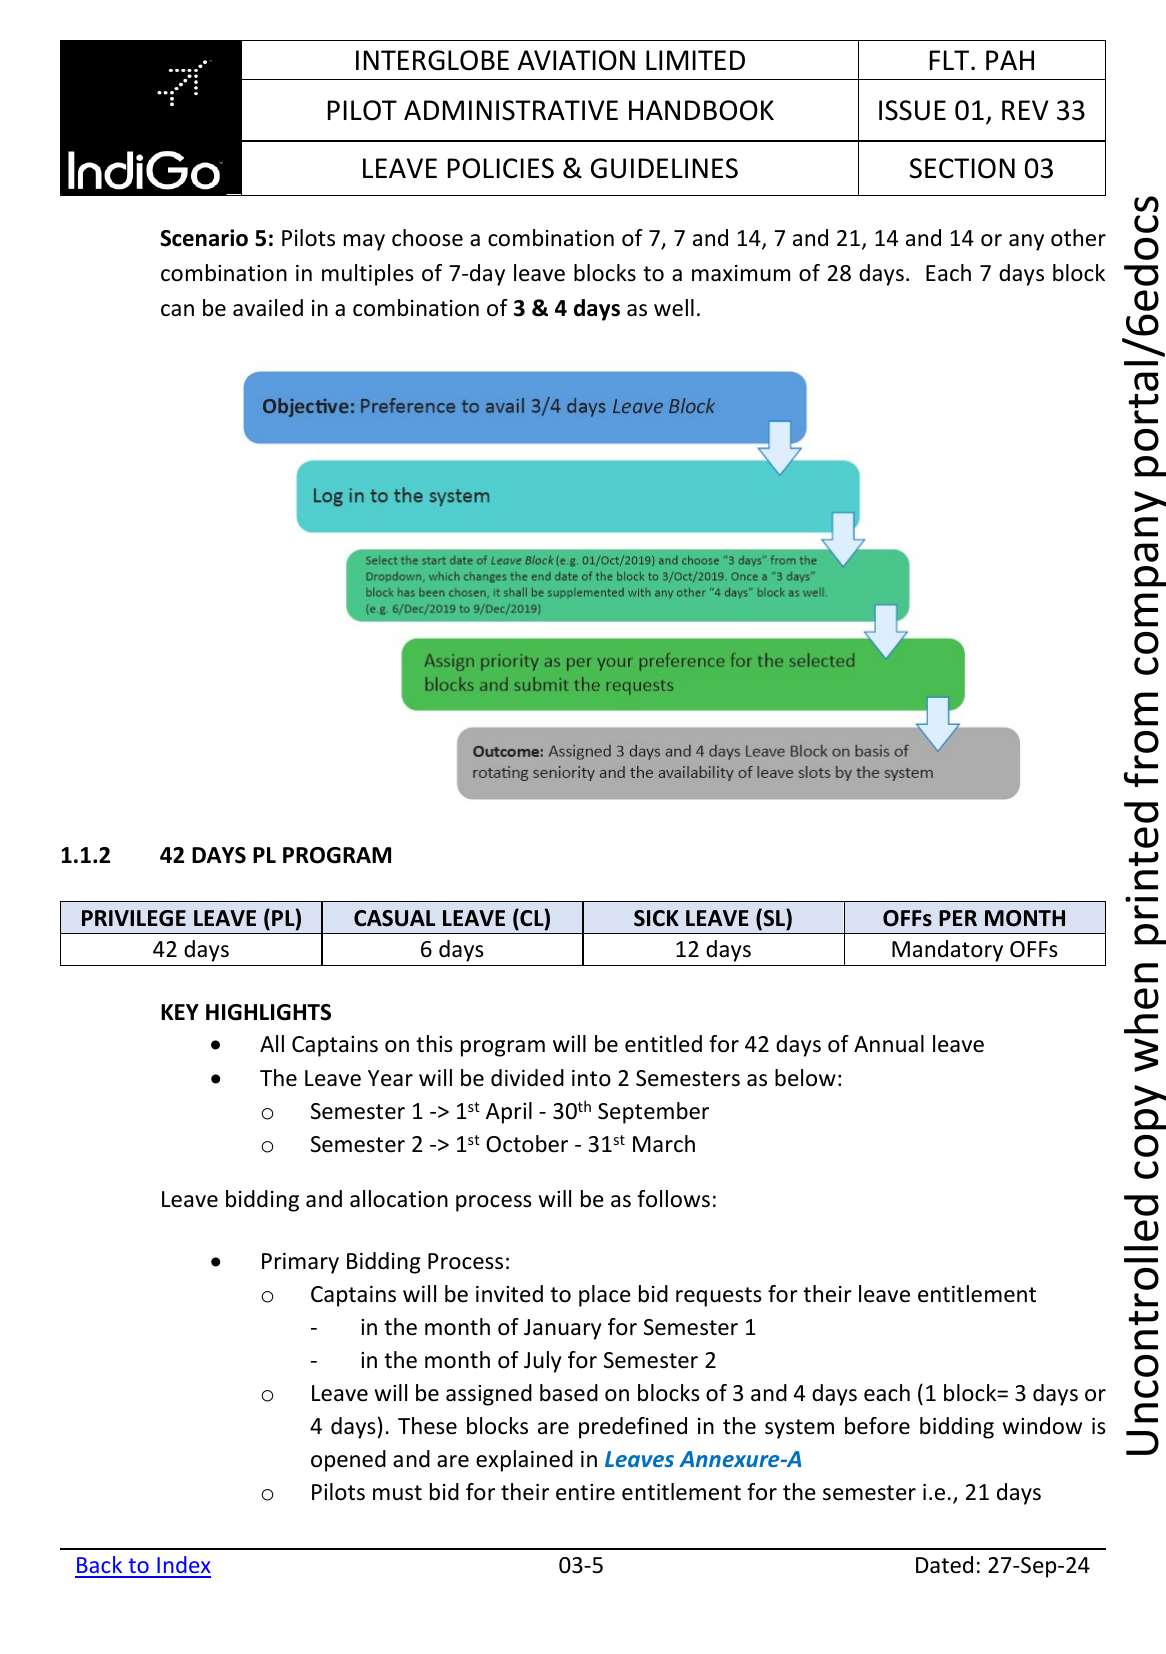 IndiGo
INTERGLOBE AVIATION LIMITED
FLT. PAH
PILOT ADMINISTRATIVE HANDBOOK
ISSUE 01, REV 33
LEAVE POLICIES & GUIDELINES
SECTION 03
Scenario 5: Pilots may choose a combination of 7, 7 and 14, 7 and 21, 14 and 14 or any other
combination in multiples of 7-day leave blocks to a maximum of 28 days.  Each 7 days block
can be availed in a combination of 3 & 4 days as well.
Objective: Preference to avail 3/4 days Leave Block
Log in to the system
Select the start date of Leave Block (e.g. 01/Oct/2019) and choose “3 days” from the
Dropdown, which changes the end date of the block to 3/Oct/2019. Once a “3 days”
block has been chosen, it shall be supplemented with any other “4 days” block as well.
(e.g. 6/Dec/2019 to 9/Dec/2019)
Assign priority as per your preference for the selected
blocks and submit the requests
Outcome: Assigned 3 days and 4 days Leave Block on basis of
rotating seniority and the availability of leave slots by the system
1.1.2 42 DAYS PL PROGRAM
PRIVILEGE LEAVE (PL) CASUAL LEAVE (CL) SICK LEAVE (SL) OFFs PER MONTH
42 days 6 days 12 days Mandatory OFFs
KEY HIGHLIGHTS
• All Captains on this program will be entitled for 42 days of Annual leave
• The Leave Year will be divided into 2 Semesters as below:
o Semester 1 -> 1st April - 30th September
o Semester 2 -> 1st October - 31st March
Leave bidding and allocation process will be as follows:
• Primary Bidding Process:
o Captains will be invited to place bid requests for their leave entitlement
- in the month of January for Semester 1
- in the month of July for Semester 2
o Leave will be assigned based on blocks of 3 and 4 days each (1 block= 3 days or
4 days). These blocks are predefined in the system before bidding window is
opened and are explained in Leaves Annexure-A
o Pilots must bid for their entire entitlement for the semester i.e., 21 days
Back to Index 03-5 Dated: 27-Sep-24
Uncontrolled copy when printed from company portal/6edocs